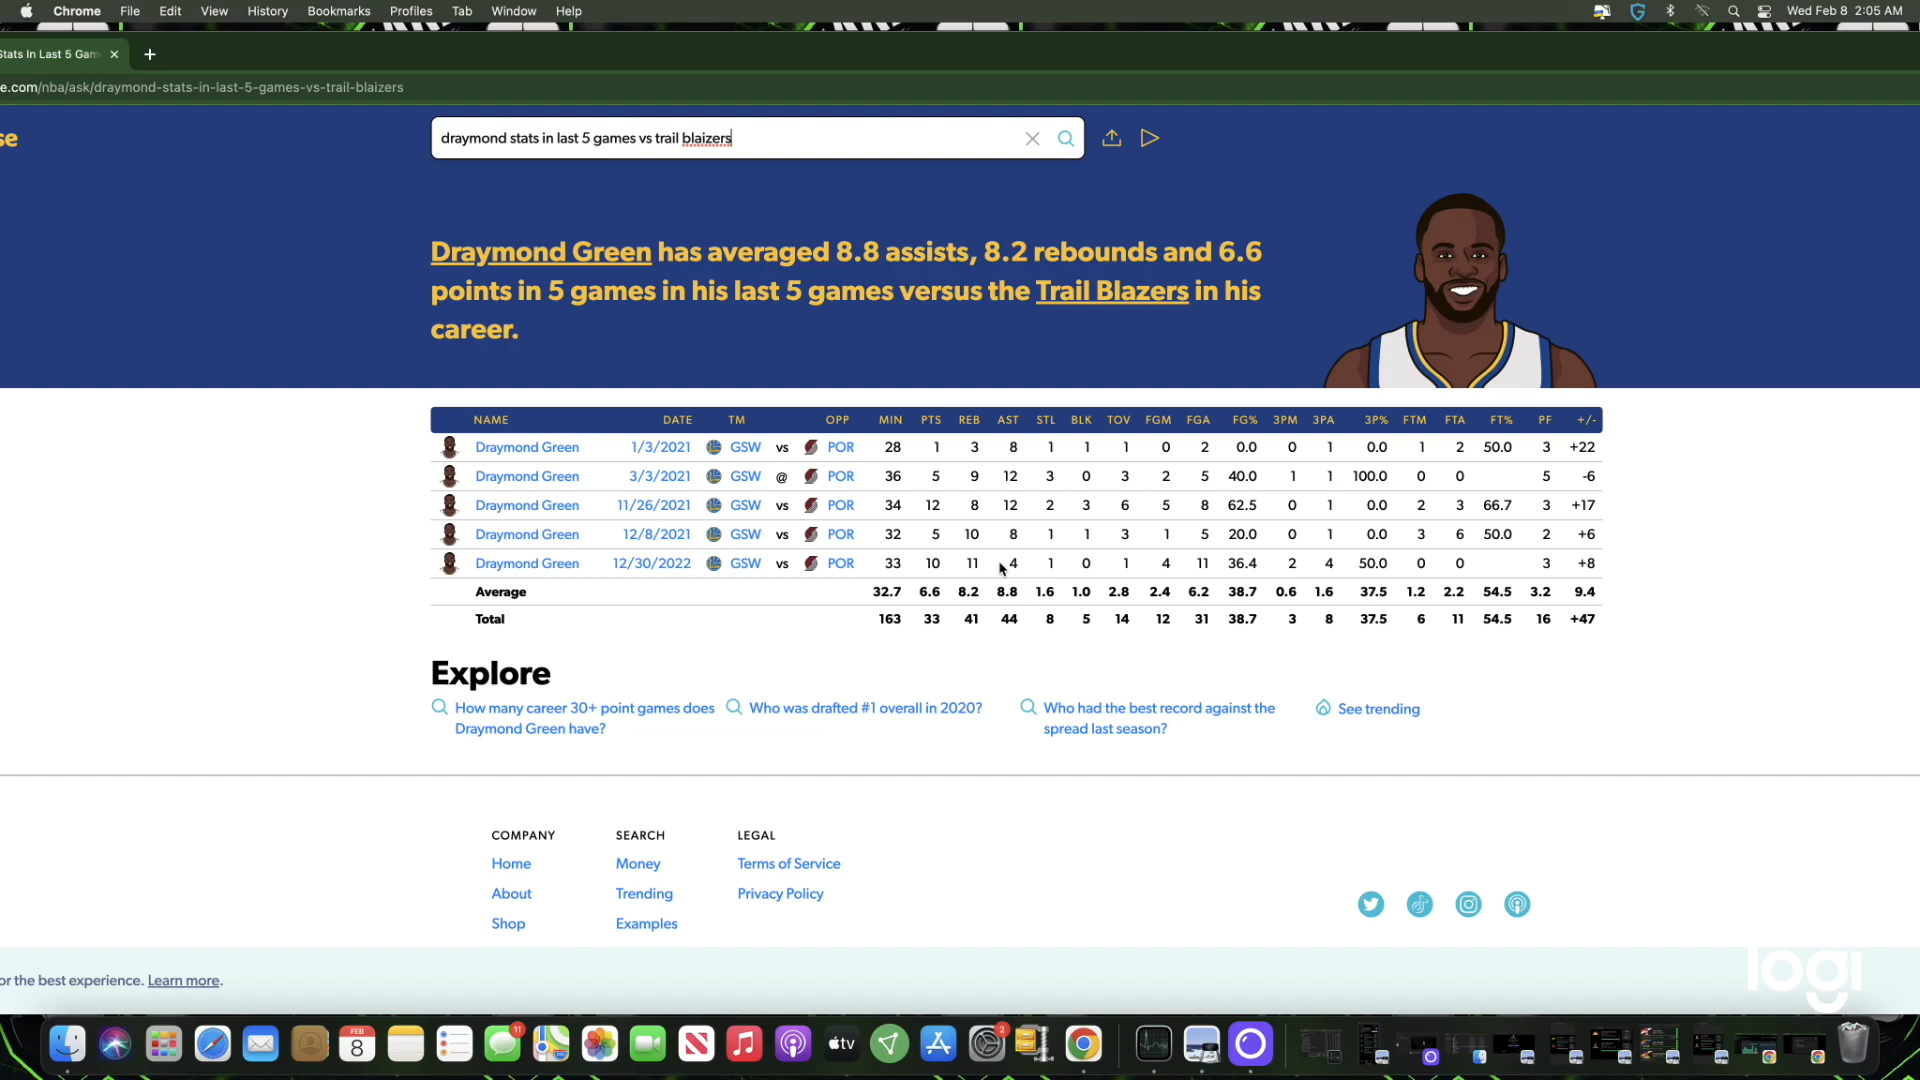 Chrome File Edit View History Bookmarks Profiles Tab Window Help Wed Feb 8 2:05 AM
Stats In Last 5 Gam
e.com/nba/ask/draymond-stats-in-last-5-games-vs-trail-blaizers
se
draymond stats in last 5 games vs trail blaizers
Draymond Green has averaged 8.8 assists, 8.2 rebounds and 6.6
points in 5 games in his last 5 games versus the Trail Blazers in his
career.
NAME DATE TM OPP MIN PTS REB AST STL BLK TOV FGM FGA FG% 3PM 3PA 3P% FTM FTA FT% PF +/-
Draymond Green 1/3/2021 GSW vs POR 28 1 3 8 1 1 1 0 2 0.0 0 1 0.0 1 2 50.0 3 +22
Draymond Green 3/3/2021 GSW @ POR 36 5 9 12 3 0 3 2 5 40.0 1 1 100.0 0 0 5 -6
Draymond Green 11/26/2021 GSW vs POR 34 12 8 12 2 3 6 5 8 62.5 0 1 0.0 2 3 66.7 3 +17
Draymond Green 12/8/2021 GSW vs POR 32 5 10 8 1 1 3 1 5 20.0 0 1 0.0 3 6 50.0 2 +6
Draymond Green 12/30/2022 GSW vs POR 33 10 11 4 1 0 1 4 11 36.4 2 4 50.0 0 0 3 +8
Average 32.7 6.6 8.2 8.8 1.6 1.0 2.8 2.4 6.2 38.7 0.6 1.6 37.5 1.2 2.2 54.5 3.2 9.4
Total 163 33 41 44 8 5 14 12 31 38.7 3 8 37.5 6 11 54.5 16 +47
Explore
How many career 30+ point games does
Draymond Green have?
Who was drafted #1 overall in 2020?
Who had the best record against the
spread last season?
See trending
COMPANY SEARCH LEGAL
Home Money Terms of Service
About Trending Privacy Policy
Shop Examples
or the best experience. Learn more.
logi
FEB
8
11
tv
2